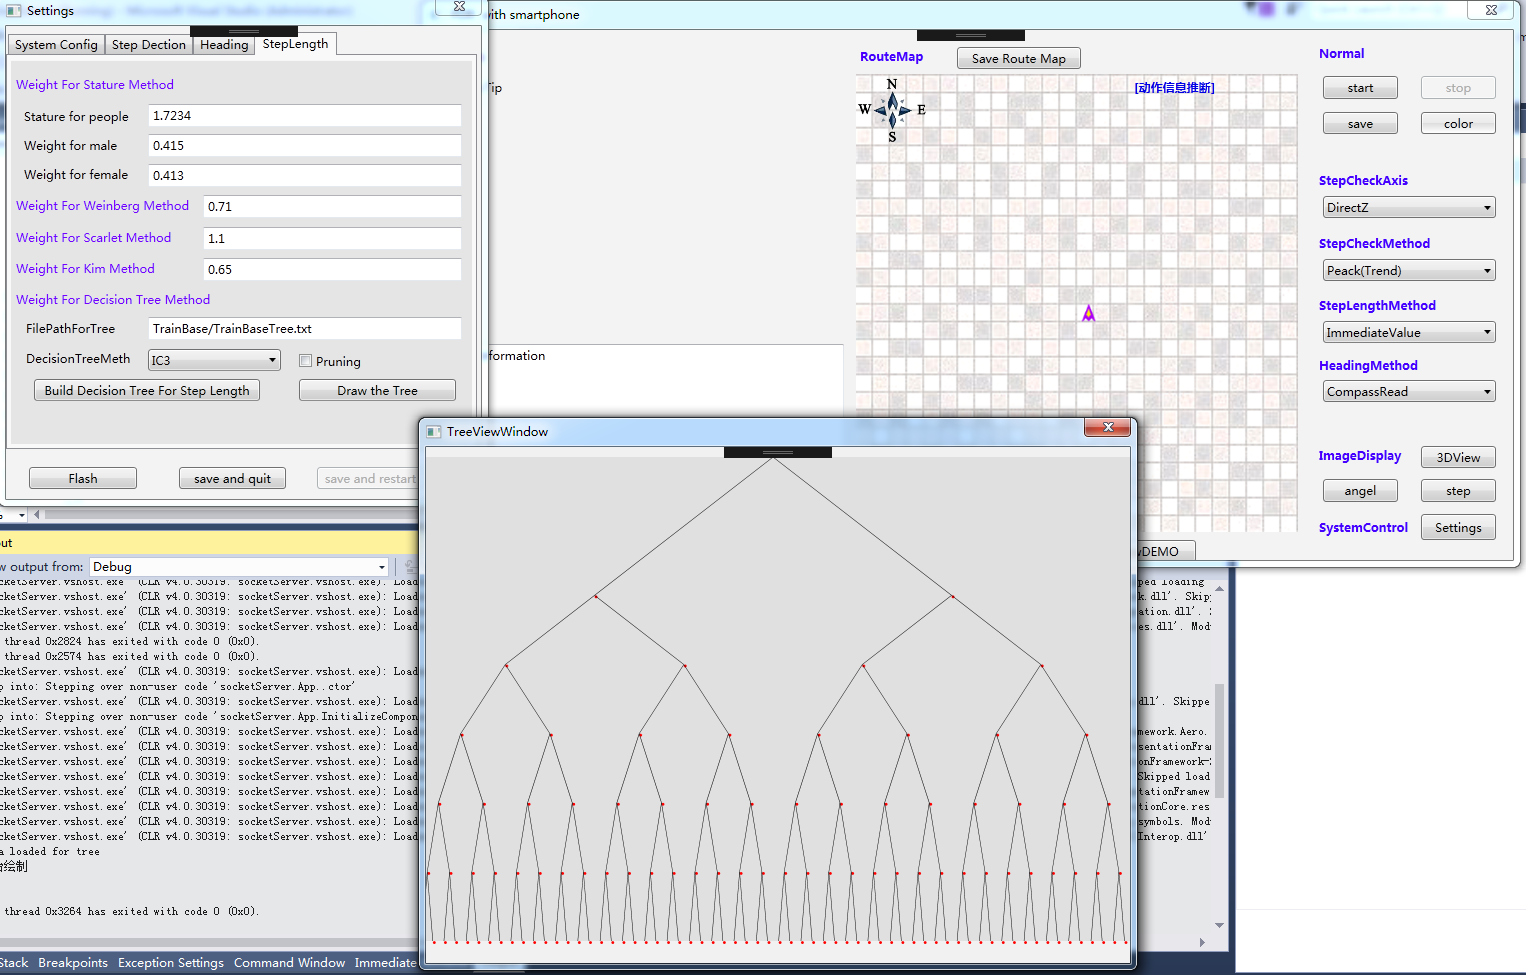 Settings
System Config
Step Dection
Heading
StepLength
Weight For Stature Method
Stature for people
1.7234
Weight for male
0.415
Weight for female
0.413
Weight For Weinberg Method
0.71
Weight For Scarlet Method
1.1
Weight For Kim Method
0.65
Weight For Decision Tree Method
FilePathForTree
TrainBase/TrainBaseTree.txt
DecisionTreeMeth
IC3
Pruning
Build Decision Tree For Step Length
Draw the Tree
Flash
save and quit
save and restart
with smartphone
ip
formation
RouteMap
Save Route Map
N
W
E
S
[动作信息推断]
Normal
start
stop
save
color
StepCheckAxis
DirectZ
StepCheckMethod
Peack(Trend)
StepLengthMethod
ImmediateValue
HeadingMethod
CompassRead
ImageDisplay
3DView
angel
step
SystemControl
Settings
wDEMO
TreeViewWindow
ut
w output from:
Debug
cketServer.vshost.exe' (CLR v4.0.30319: socketServer.vshost.exe): Load
cketServer.vshost.exe' (CLR v4.0.30319: socketServer.vshost.exe): Load
cketServer.vshost.exe' (CLR v4.0.30319: socketServer.vshost.exe): Load
cketServer.vshost.exe' (CLR v4.0.30319: socketServer.vshost.exe): Load
thread 0x2824 has exited with code 0 (0x0).
thread 0x2574 has exited with code 0 (0x0).
cketServer.vshost.exe' (CLR v4.0.30319: socketServer.vshost.exe): Load
p into: Stepping over non-user code 'socketServer.App..ctor'
cketServer.vshost.exe' (CLR v4.0.30319: socketServer.vshost.exe): Load
p into: Stepping over non-user code 'socketServer.App.InitializeCompon
cketServer.vshost.exe' (CLR v4.0.30319: socketServer.vshost.exe): Load
cketServer.vshost.exe' (CLR v4.0.30319: socketServer.vshost.exe): Load
cketServer.vshost.exe' (CLR v4.0.30319: socketServer.vshost.exe): Load
cketServer.vshost.exe' (CLR v4.0.30319: socketServer.vshost.exe): Load
cketServer.vshost.exe' (CLR v4.0.30319: socketServer.vshost.exe): Load
cketServer.vshost.exe' (CLR v4.0.30319: socketServer.vshost.exe): Load
cketServer.vshost.exe' (CLR v4.0.30319: socketServer.vshost.exe): Load
cketServer.vshost.exe' (CLR v4.0.30319: socketServer.vshost.exe): Load
a loaded for tree
绘制
thread 0x3264 has exited with code 0 (0x0).
pped loading
k.dll'. Skip
ation.dll'.
es.dll'. Mod
dll'. Skippe
mework.Aero.
sentationFra
onFramework-
Skipped load
tationFramew
tionCore.res
symbols. Mod
Interop.dll'
Stack
Breakpoints
Exception Settings
Command Window
Immediate